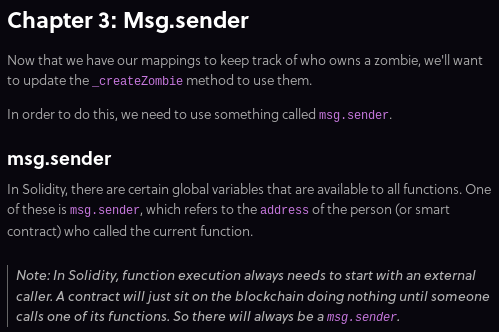 Chapter 3: Msg.sender
Now that we have our mappings to keep track of who owns a zombie, we'll want
to update the _createZombie method to use them.
In order to do this, we need to use something called msg.sender.
msg.sender
In Solidity, there are certain global variables that are available to all functions. One
of these is msg.sender, which refers to the address of the person (or smart
contract) who called the current function.
Note: In Solidity, function execution always needs to start with an external
caller. A contract will just sit on the blockchain doing nothing until someone
calls one of its functions. So there will always be a msg.sender.